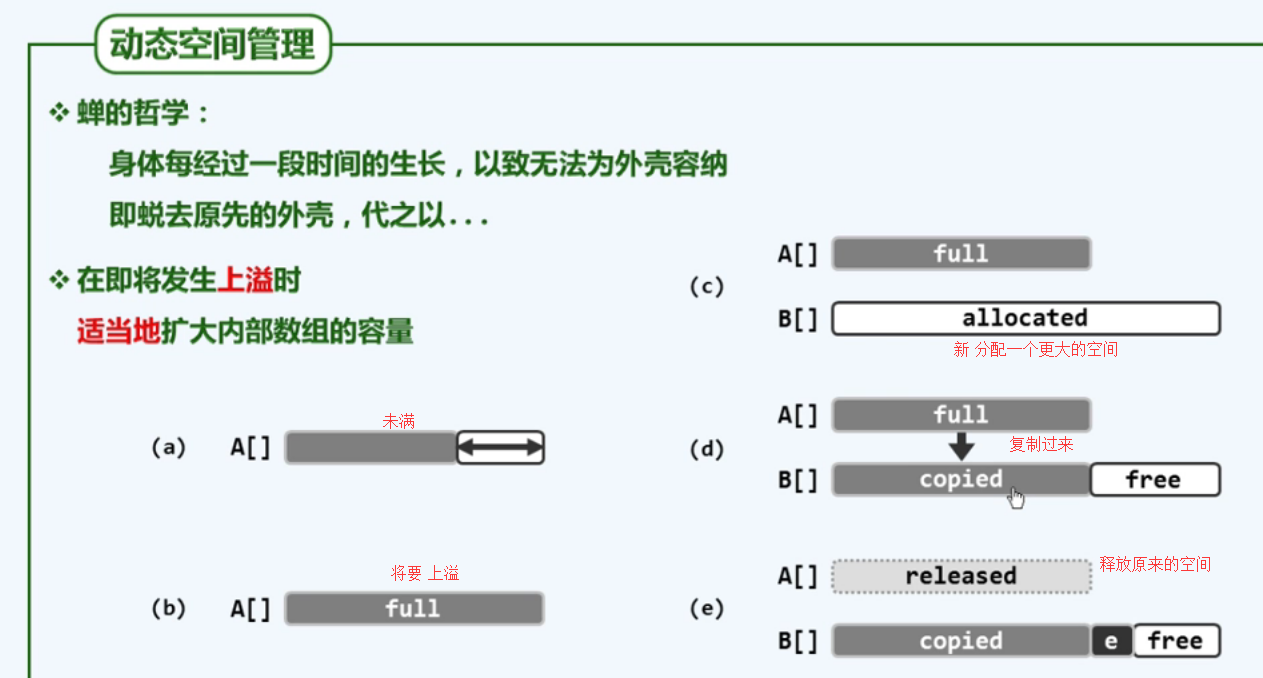 动态空间管理
❖ 蝉的哲学：
身体每经过一段时间的生长，以致无法为外壳容纳
即蜕去原先的外壳，代之以...
❖ 在即将发生上溢时
适当地扩大内部数组的容量
未满
(a) A[]
将要 上溢
(b) A[] full
(c)
A[] full
B[] allocated
新 分配一个更大的空间
(d)
A[] full
复制过来
B[] copied free
(e)
A[] released
释放原来的空间
B[] copied e free